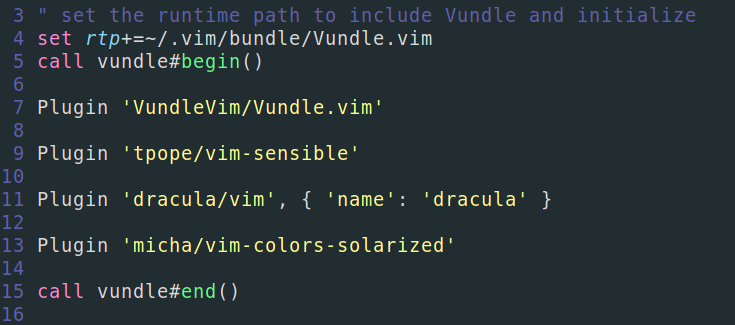 3 " set the runtime path to include Vundle and initialize
4 set rtp+=~/.vim/bundle/Vundle.vim
5 call vundle#begin()
6
7 Plugin 'VundleVim/Vundle.vim'
8
9 Plugin 'tpope/vim-sensible'
10
11 Plugin 'dracula/vim', { 'name': 'dracula' }
12
13 Plugin 'micha/vim-colors-solarized'
14
15 call vundle#end()
16